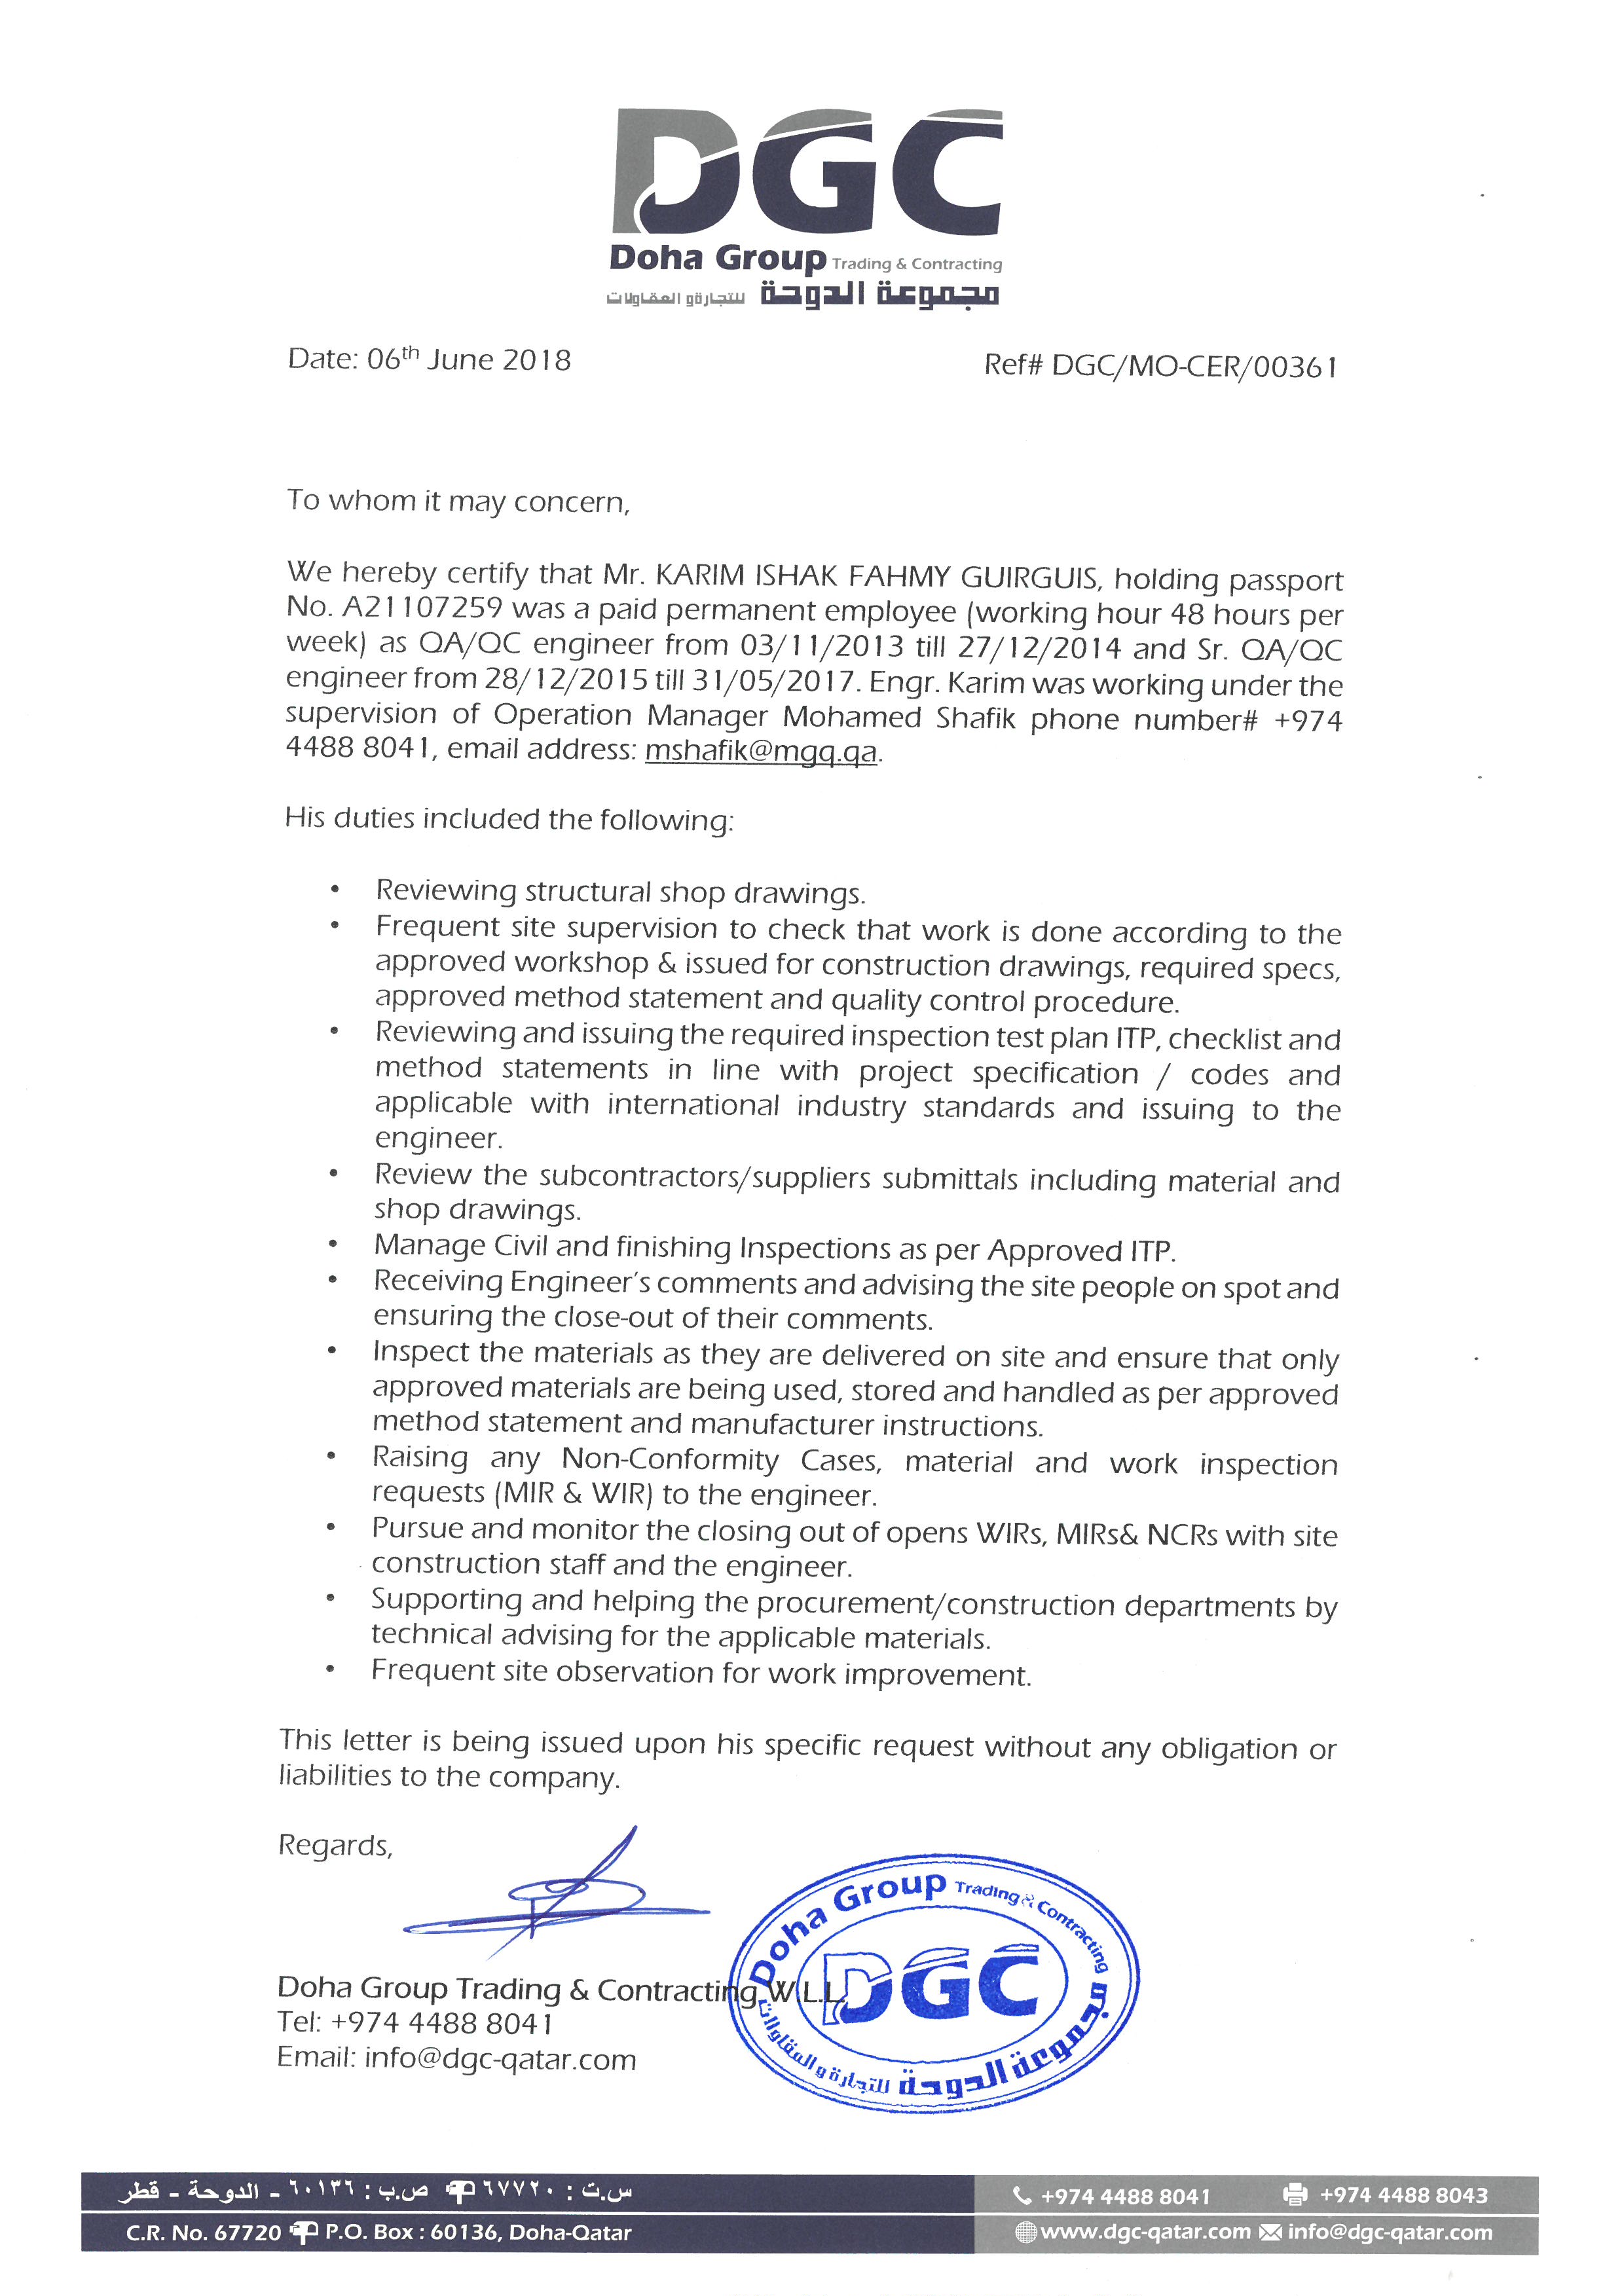 DGC
Doha Group Trading & Contracting
مجموعة الدوحة للتجارة و المقاولات
Date: 06th June 2018
Ref# DGC/MO-CER/00361
To whom it may concern,
We hereby certify that Mr. KARIM ISHAK FAHMY GUIRGUIS, holding passport
No. A21107259 was a paid permanent employee (working hour 48 hours per
week) as QA/QC engineer from 03/11/2013 till 27/12/2014 and Sr. QA/QC
engineer from 28/12/2015 till 31/05/2017. Engr. Karim was working under the
supervision of Operation Manager Mohamed Shafik phone number# +974
4488 8041, email address: mshafik@mgq.qa.
His duties included the following:
• Reviewing structural shop drawings.
• Frequent site supervision to check that work is done according to the
approved workshop & issued for construction drawings, required specs,
approved method statement and quality control procedure.
• Reviewing and issuing the required inspection test plan ITP, checklist and
method statements in line with project specification / codes and
applicable with international industry standards and issuing to the
engineer.
• Review the subcontractors/suppliers submittals including material and
shop drawings.
• Manage Civil and finishing Inspections as per Approved ITP.
• Receiving Engineer's comments and advising the site people on spot and
ensuring the close-out of their comments.
• Inspect the materials as they are delivered on site and ensure that only
approved materials are being used, stored and handled as per approved
method statement and manufacturer instructions.
• Raising any Non-Conformity Cases, material and work inspection
requests (MIR & WIR) to the engineer.
• Pursue and monitor the closing out of opens WIRs, MIRs& NCRs with site
construction staff and the engineer.
• Supporting and helping the procurement/construction departments by
technical advising for the applicable materials.
• Frequent site observation for work improvement.
This letter is being issued upon his specific request without any obligation or
liabilities to the company.
Regards,
Doha Group Trading & Contracting W.L.L.
Tel: +974 4488 8041
Email: info@dgc-qatar.com
Doha Group Trading & Contracting
DGC
مجموعة الدوحة للتجارة و المقاولات
س.ت : ٦٧٧٢٠ ص.ب : ٦٠١٣٦ - الدوحة - قطر
+974 4488 8041 +974 4488 8043
C.R. No. 67720 P.O. Box : 60136, Doha-Qatar
www.dgc-qatar.com info@dgc-qatar.com